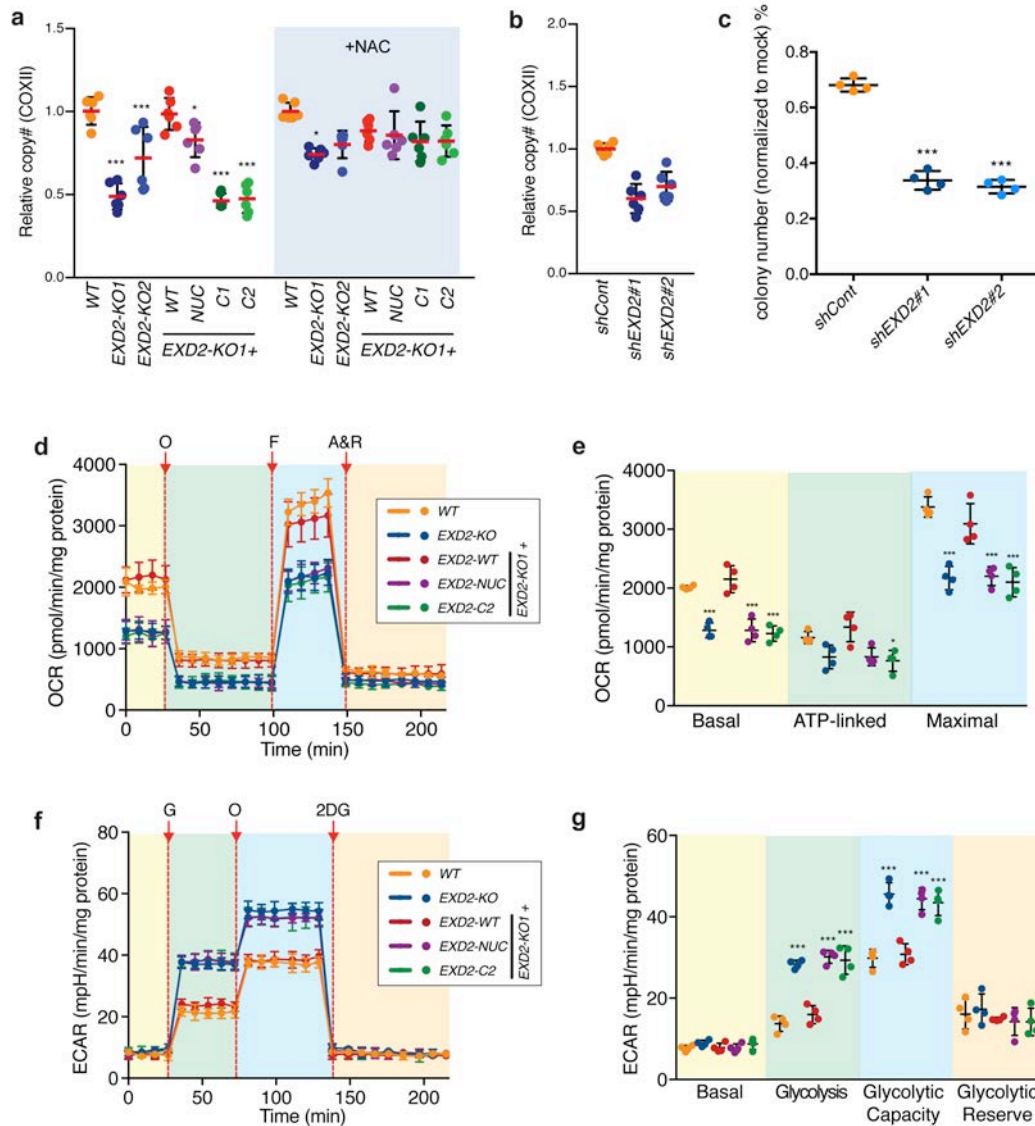 a
Relative copy# (COXII)
1.5
1.0
0.5
0.0
+NAC
***
***
*
***
***
*
WT
EXD2-KO1
EXD2-KO2
WT
NUC
C1
C2
EXD2-KO1+
WT
EXD2-KO1
EXD2-KO2
WT
NUC
C1
C2
EXD2-KO1+
b
Relative copy# (COXII)
2.0
1.5
1.0
0.5
0.0
shCont
shEXD2#1
shEXD2#2
c
colony number (normalized to mock) %
0.8
0.6
0.4
0.2
0.0
***
***
shCont
shEXD2#1
shEXD2#2
d
O
F
A&R
OCR (pmol/min/mg protein)
4000
3000
2000
1000
0
0
50
100
150
200
Time (min)
WT
EXD2-KO
EXD2-WT
EXD2-NUC
EXD2-C2
EXD2-KO1 +
e
OCR (pmol/min/mg protein)
4000
3000
2000
1000
0
***
***
***
*
***
***
***
Basal
ATP-linked
Maximal
f
G
O
2DG
ECAR (mpH/min/mg protein)
80
60
40
20
0
0
50
100
150
200
Time (min)
WT
EXD2-KO
EXD2-WT
EXD2-NUC
EXD2-C2
EXD2-KO1 +
g
ECAR (mpH/min/mg protein)
60
40
20
0
***
***
***
***
***
***
Basal
Glycolysis
Glycolytic
Capacity
Glycolytic
Reserve